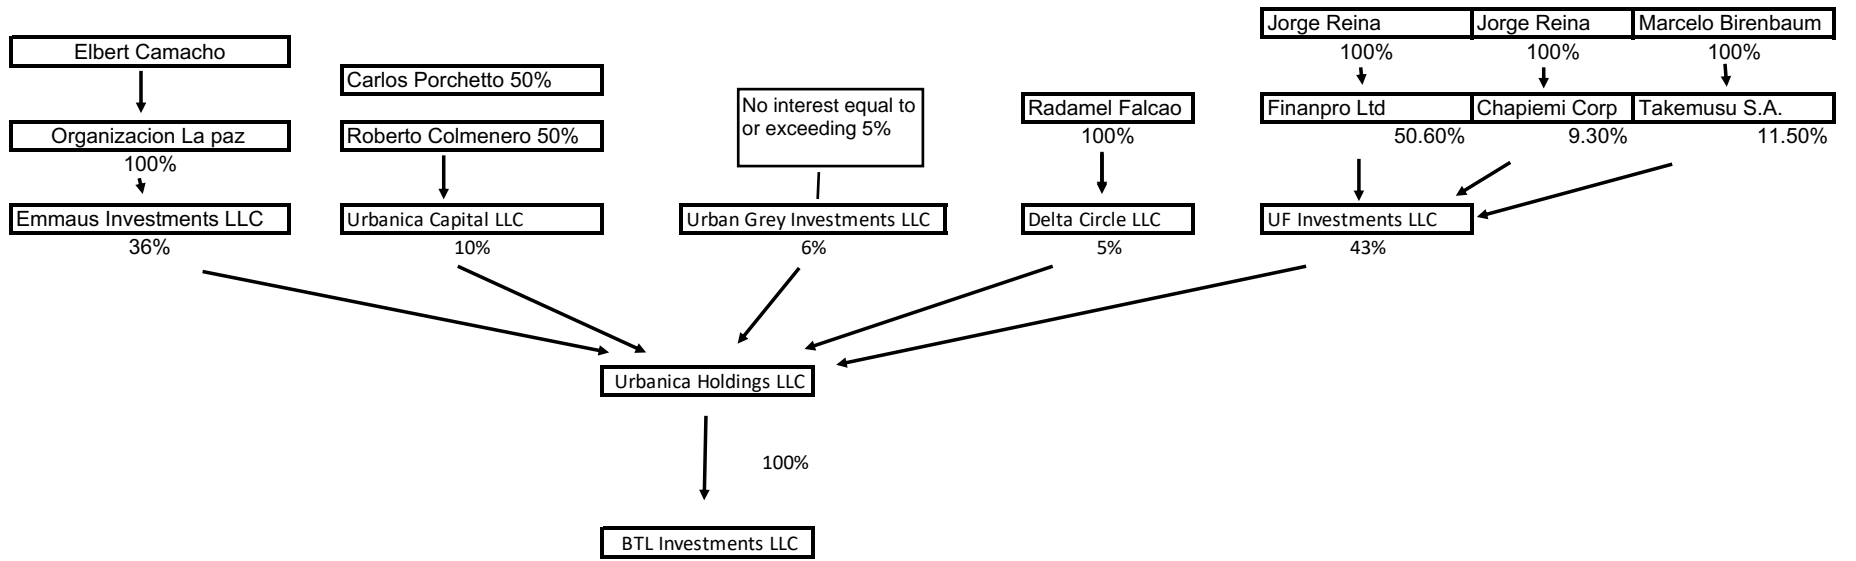 Jorge Reina
Jorge Reina
Marcelo Birenbaum
100%
100%
100%
Elbert Camacho
Carlos Porchetto 50%
No interest equal to
or exceeding 5%
Radamel Falcao
Finanpro Ltd
Chapiemi Corp
Takemusu S.A.
Organizacion La paz
Roberto Colmenero 50%
100%
50.60%
9.30%
11.50%
100%
Emmaus Investments LLC
Urbanica Capital LLC
Urban Grey Investments LLC
Delta Circle LLC
UF Investments LLC
36%
10%
6%
5%
43%
Urbanica Holdings LLC
100%
BTL Investments LLC